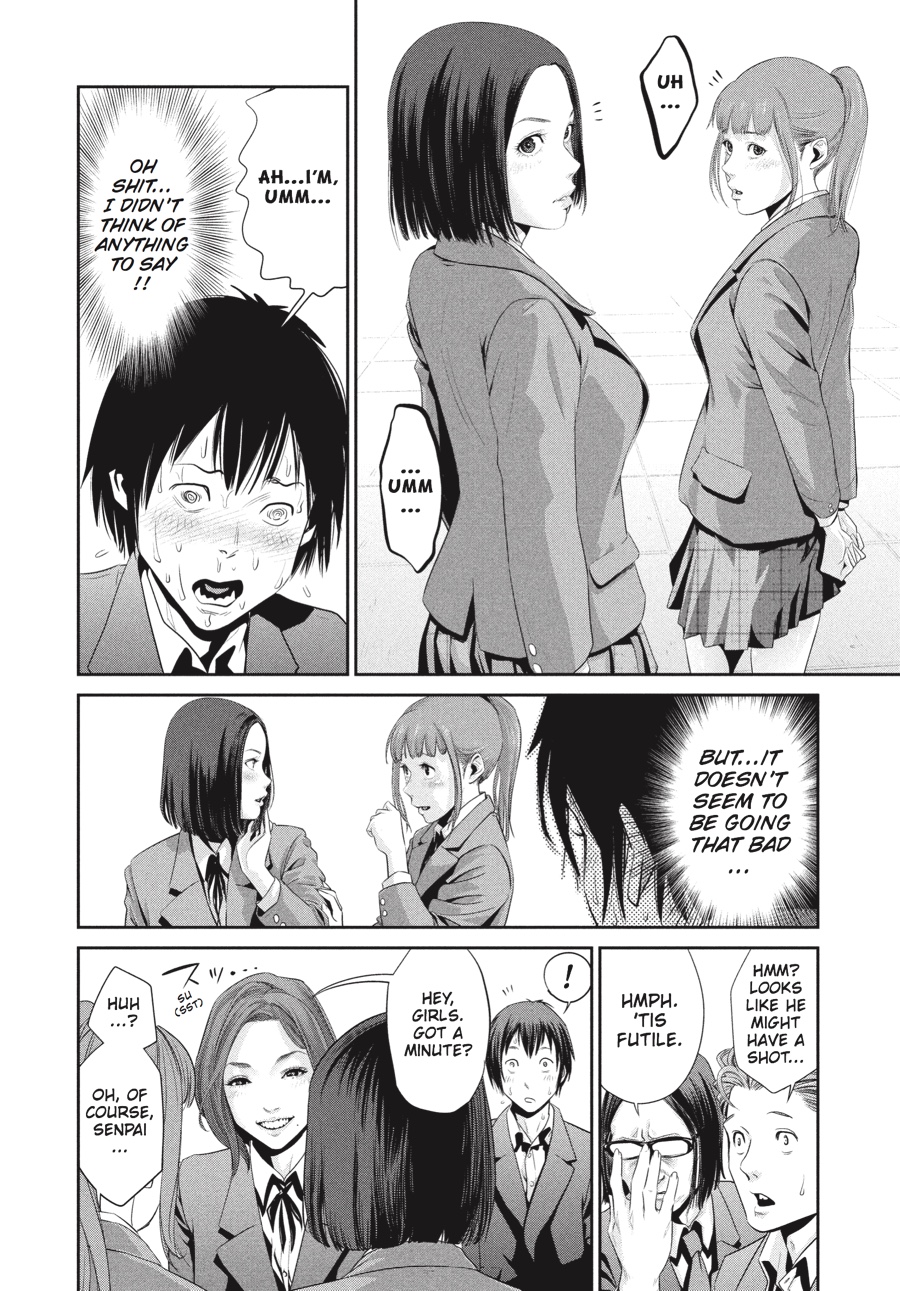 UH
...
...
UMM
...
AH...I'M,
UMM...
OH
SHIT...
I DIDN'T
THINK OF
ANYTHING
TO SAY
!!
BUT...IT
DOESN'T
SEEM TO
BE GOING
THAT BAD
...
HMM?
LOOKS
LIKE HE
MIGHT
HAVE A
SHOT...
HMPH.
'TIS
FUTILE.
!
HEY,
GIRLS.
GOT A
MINUTE?
スッ・・・
SU
(SST)
HUH
...?
OH, OF
COURSE,
SENPAI
...